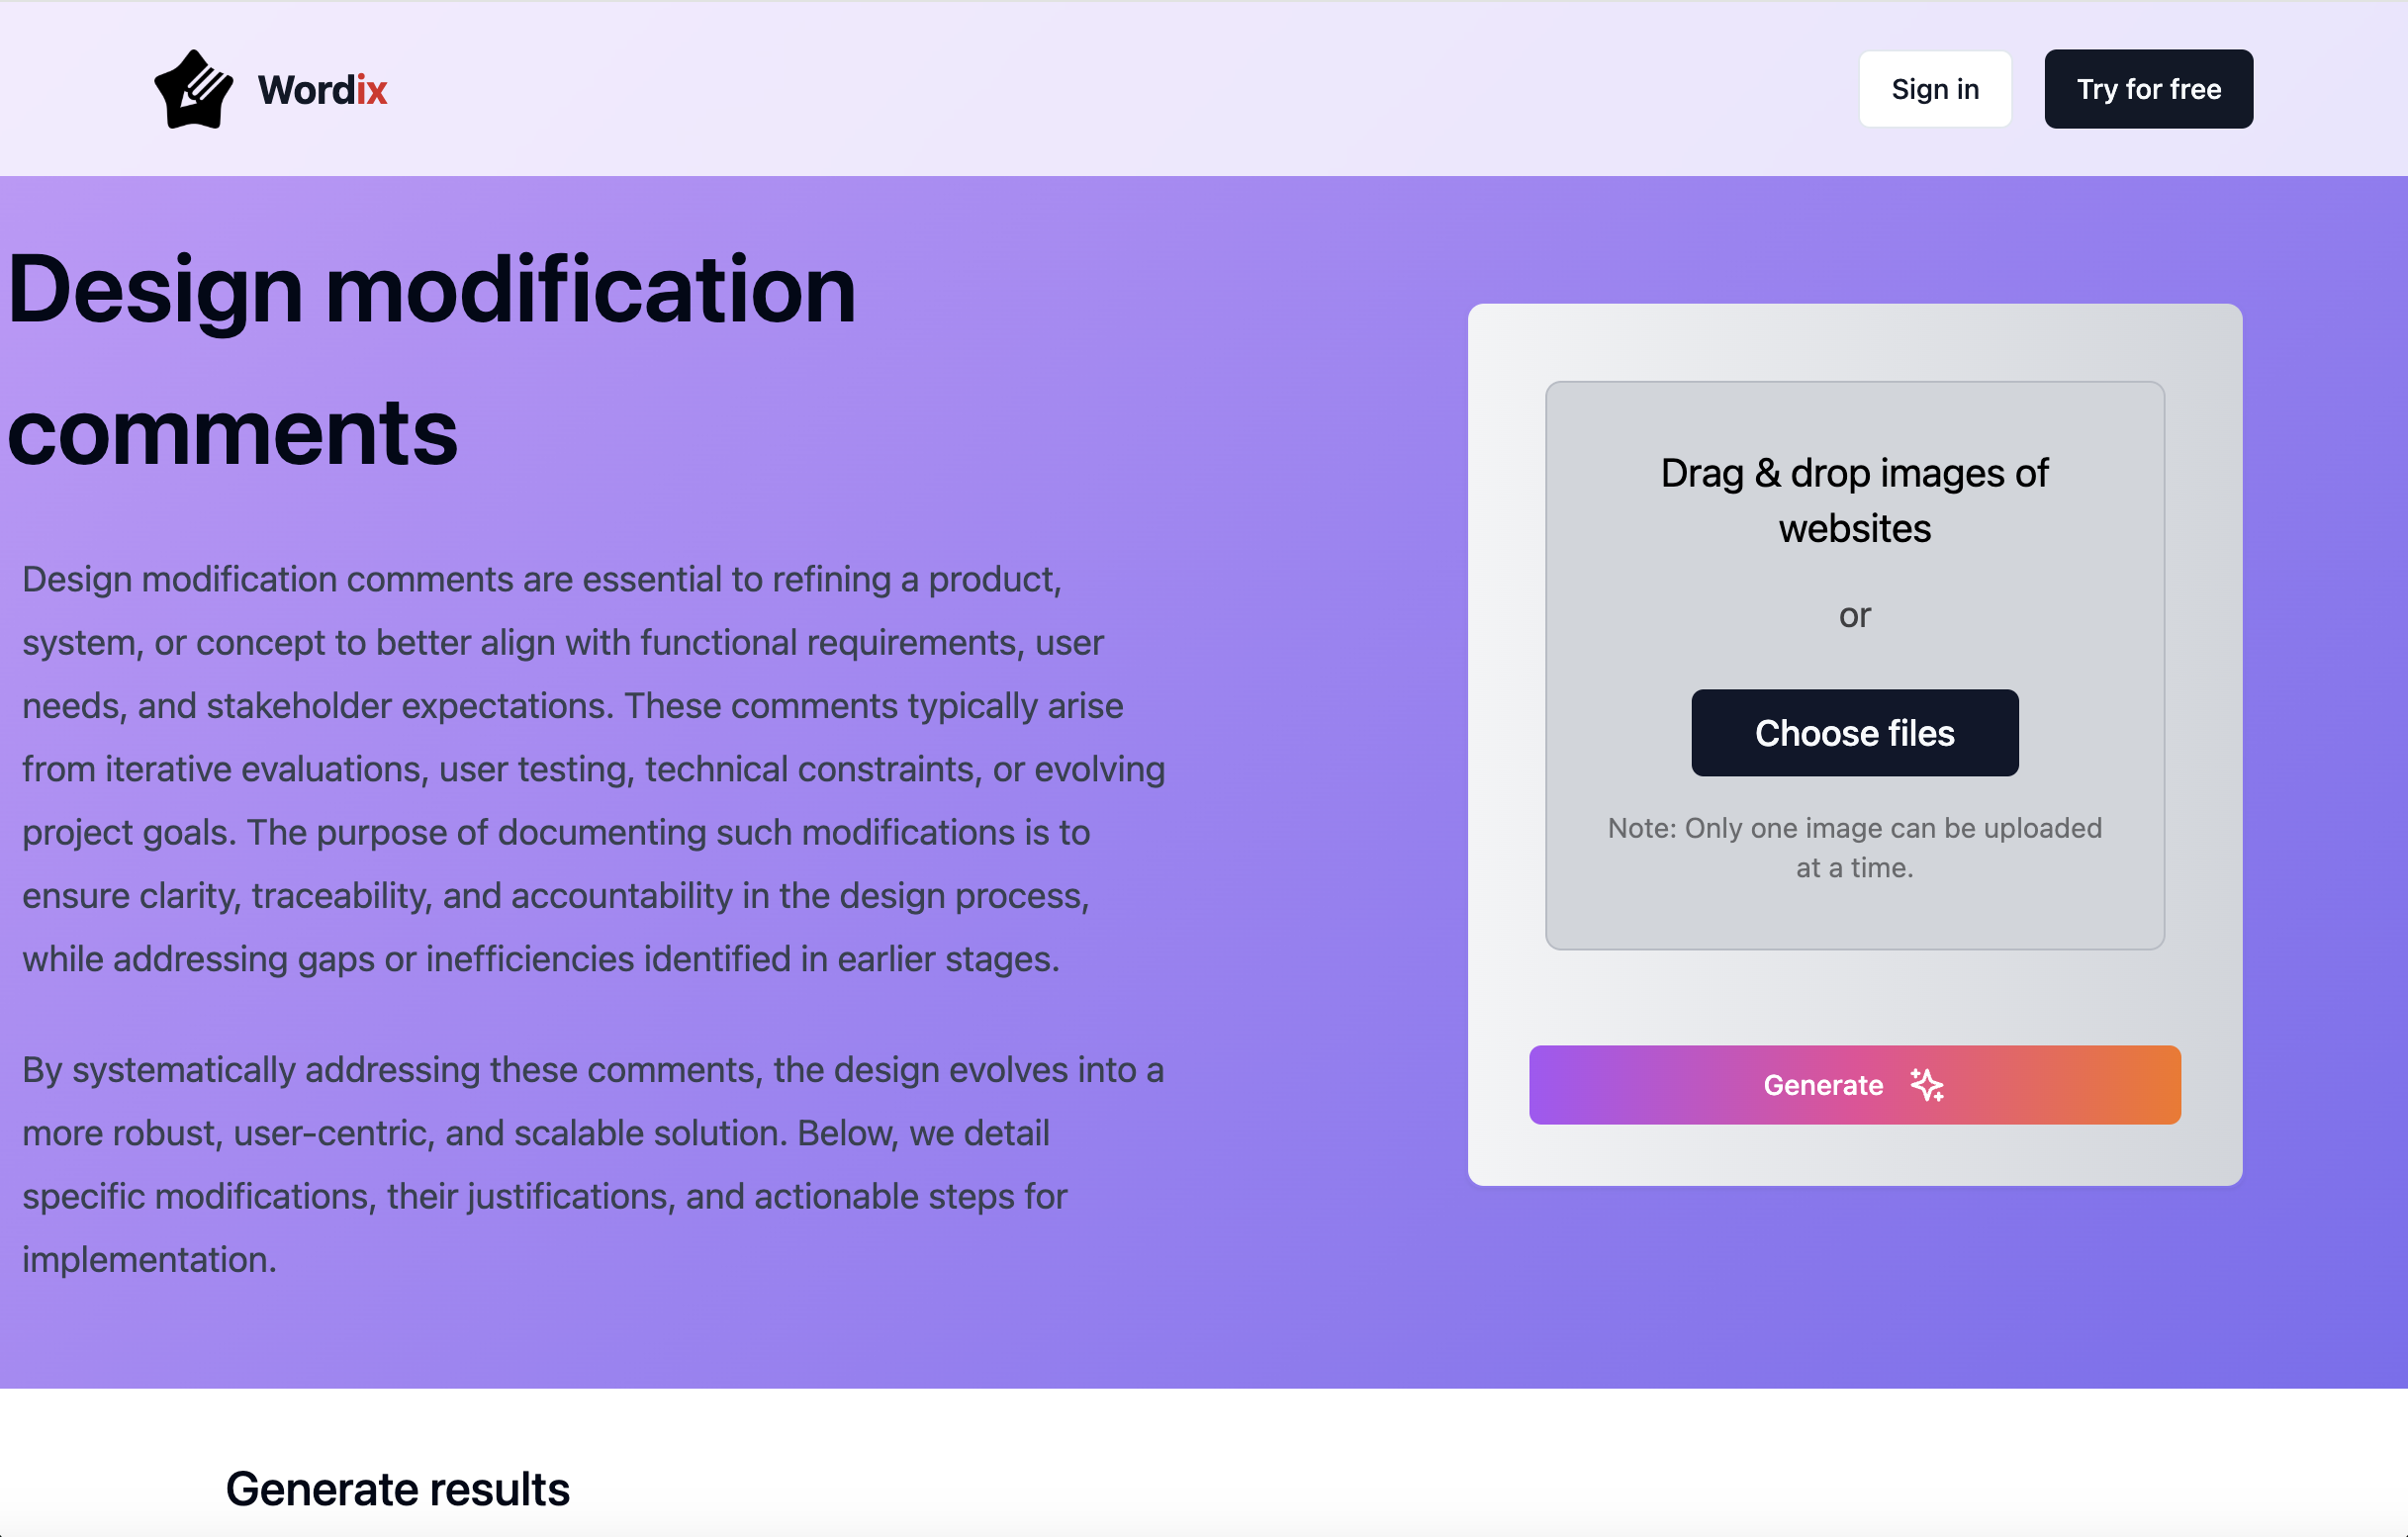 Wordix
Sign in
Try for free
Design modification
comments
Design modification comments are essential to refining a product,
system, or concept to better align with functional requirements, user
needs, and stakeholder expectations. These comments typically arise
from iterative evaluations, user testing, technical constraints, or evolving
project goals. The purpose of documenting such modifications is to
ensure clarity, traceability, and accountability in the design process,
while addressing gaps or inefficiencies identified in earlier stages.
By systematically addressing these comments, the design evolves into a
more robust, user-centric, and scalable solution. Below, we detail
specific modifications, their justifications, and actionable steps for
implementation.
Drag & drop images of
websites
or
Choose files
Note: Only one image can be uploaded
at a time.
Generate
Generate results